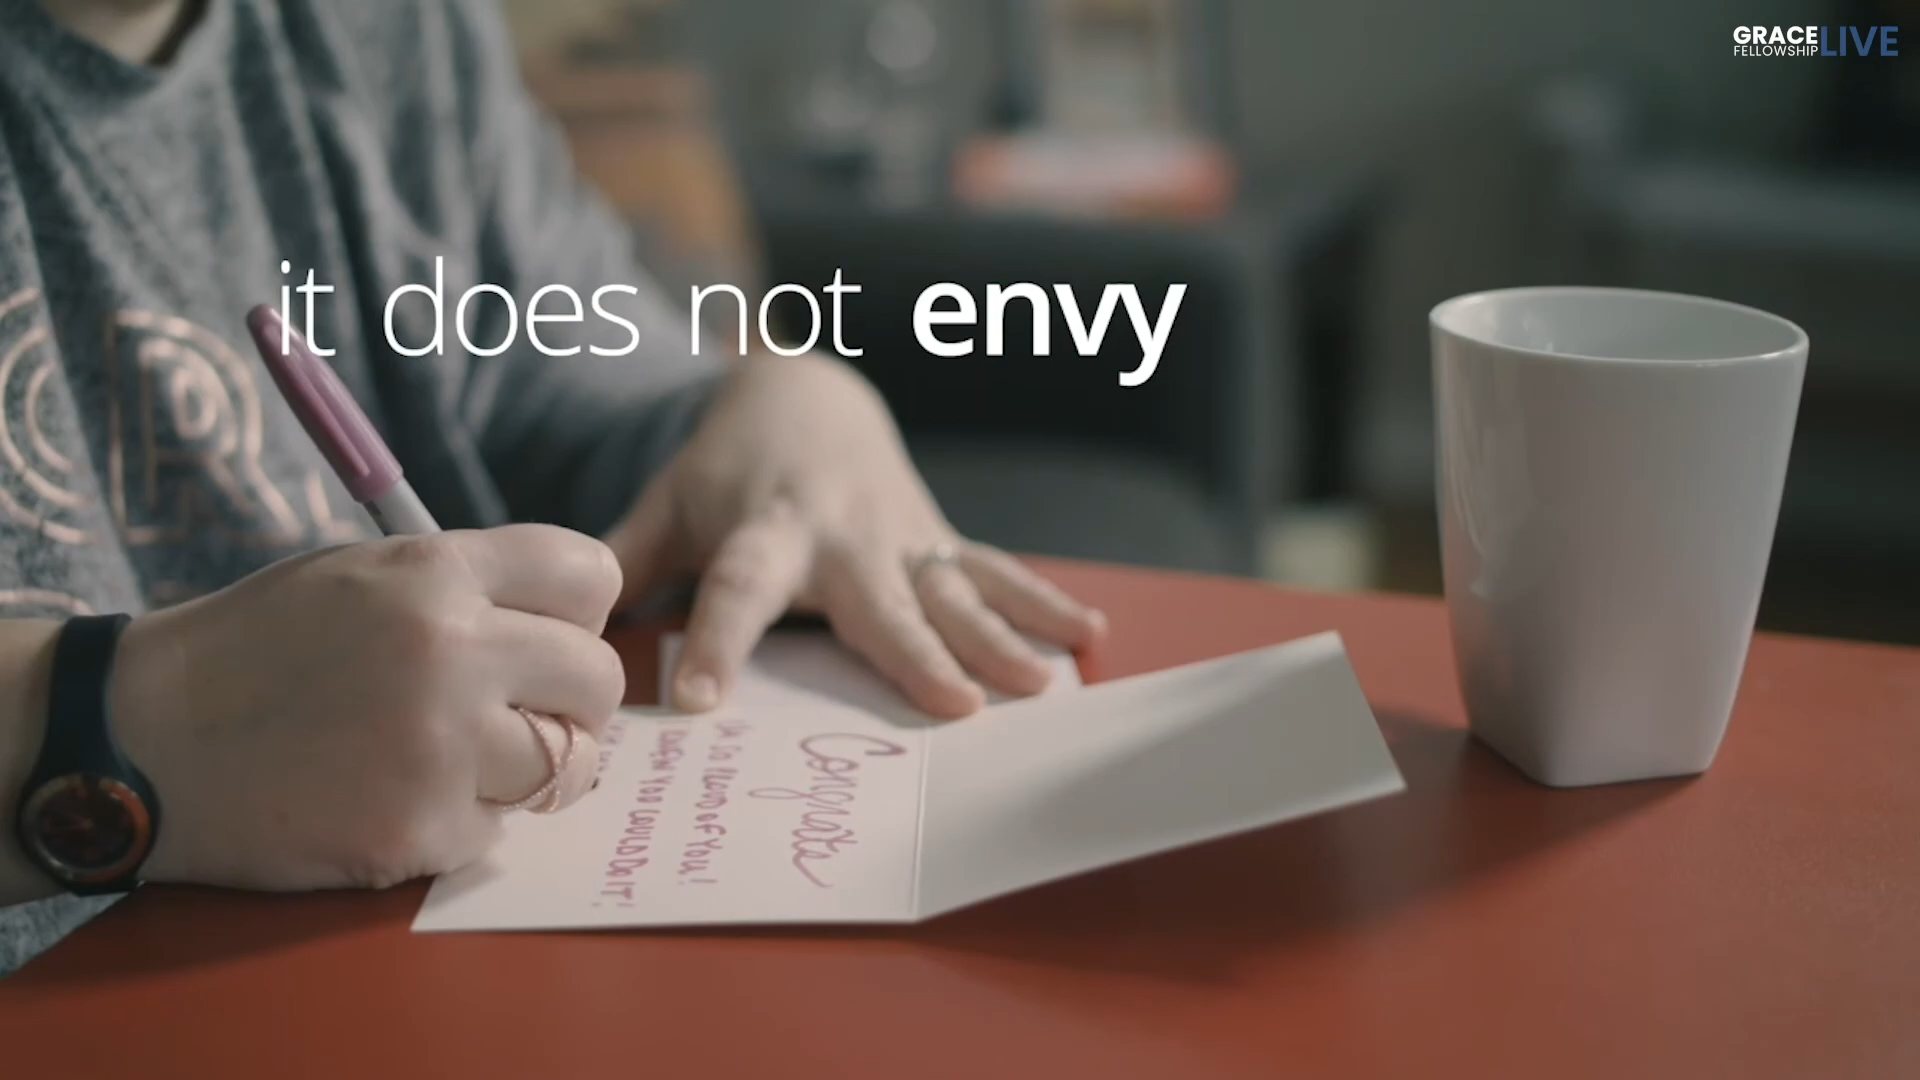 GRACE
FELLOWSHIP LIVE
it does not envy
Congrats
I'm so PROUD OF YOU!
KNEW YOU COULD DO IT!